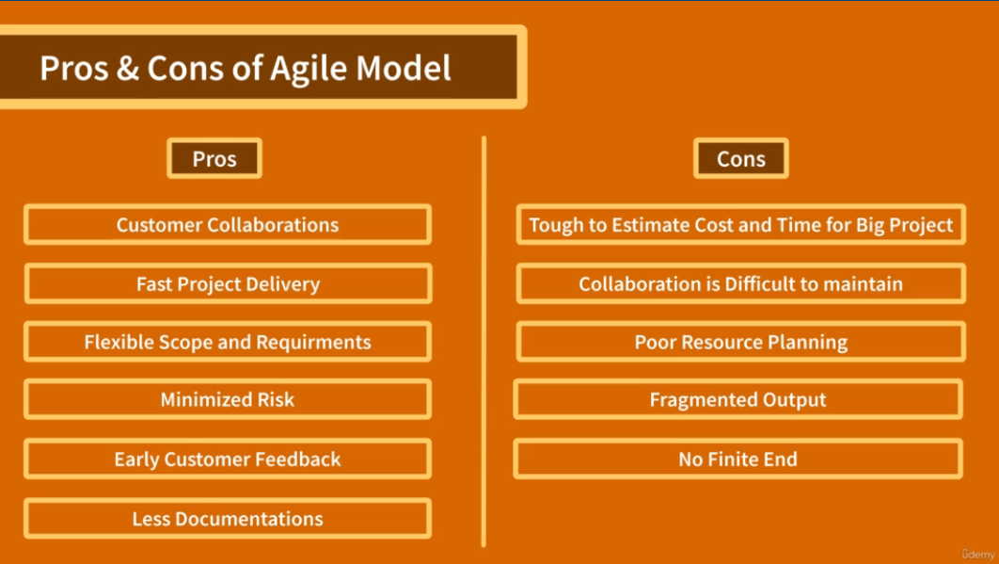 Pros & Cons of Agile Model
Pros
Customer Collaborations
Fast Project Delivery
Flexible Scope and Requirments
Minimized Risk
Early Customer Feedback
Less Documentations
Cons
Tough to Estimate Cost and Time for Big Project
Collaboration is Difficult to maintain
Poor Resource Planning
Fragmented Output
No Finite End
ûdemy